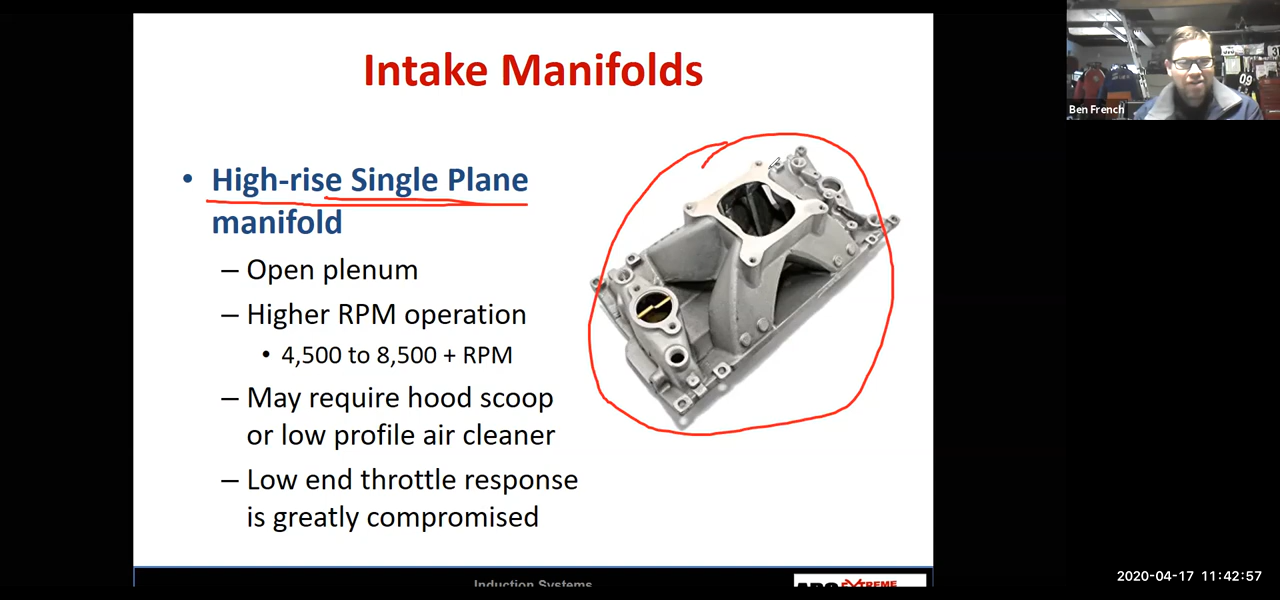 Intake Manifolds
• High-rise Single Plane
manifold
– Open plenum
– Higher RPM operation
• 4,500 to 8,500 + RPM
– May require hood scoop
or low profile air cleaner
– Low end throttle response
is greatly compromised
Induction Systems
EXTREME
Ben French
09
2020-04-17 11:42:57